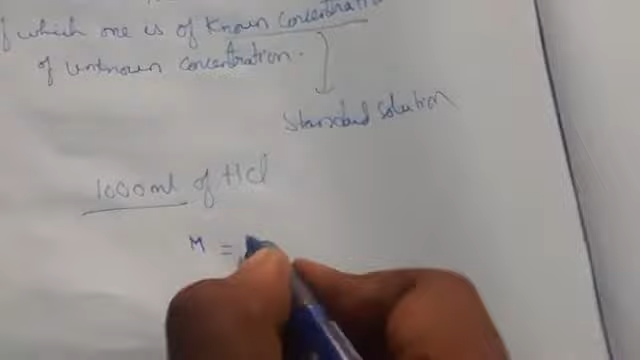 of which one is of known concentration
of unknown concentration.
Standard solution
1000ml of HCl
M =